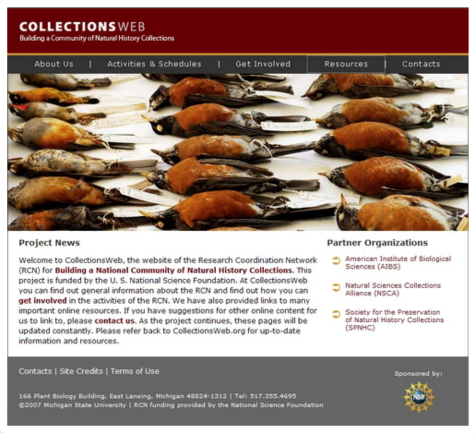 COLLECTIONSWEB
Building a Community of Natural History Collections
About Us | Activities & Schedules | Get Involved | Resources | Contacts
Project News
Welcome to CollectionsWeb, the website of the Research Coordination Network
(RCN) for Building a National Community of Natural History Collections. This
project is funded by the U. S. National Science Foundation. At CollectionsWeb
you can find out general information about the RCN and find out how you can
get involved in the activities of the RCN. We have also provided links to many
important online resources. If you have suggestions for other online content for
us to link to, please contact us. As the project continues, these pages will be
updated constantly. Please refer back to CollectionsWeb.org for up-to-date
information and resources.
Partner Organizations
American Institute of Biological
Sciences (AIBS)
Natural Sciences Collections
Alliance (NSCA)
Society for the Preservation
of Natural History Collections
(SPNHC)
Contacts | Site Credits | Terms of Use
166 Plant Biology Building, East Lansing, Michigan 48824-1312 | Tel: 517.355.4695
©2007 Michigan State University | RCN funding provided by the National Science Foundation
Sponsored by:
NSF